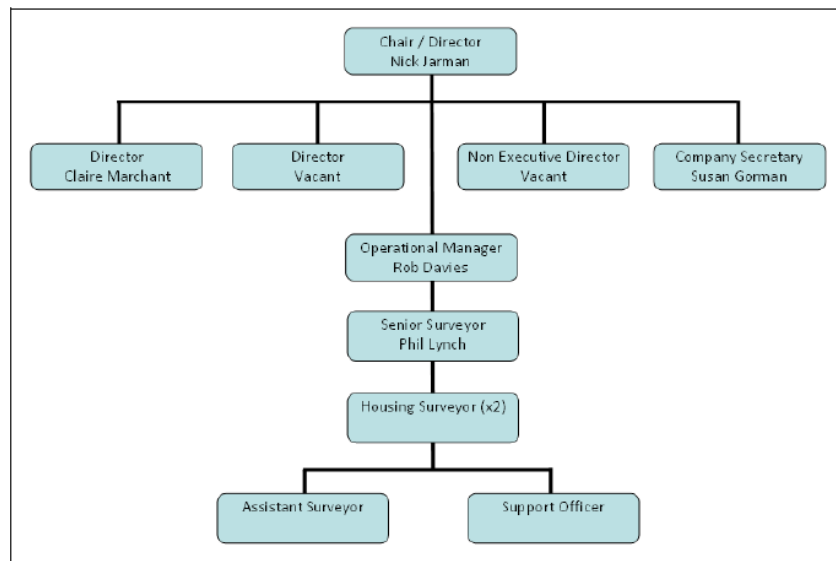 Chair / Director
Nick Jarman
Director
Claire Marchant
Director
Vacant
Non Executive Director
Vacant
Company Secretary
Susan Gorman
Operational Manager
Rob Davies
Senior Surveyor
Phil Lynch
Housing Surveyor (x2)
Assistant Surveyor
Support Officer